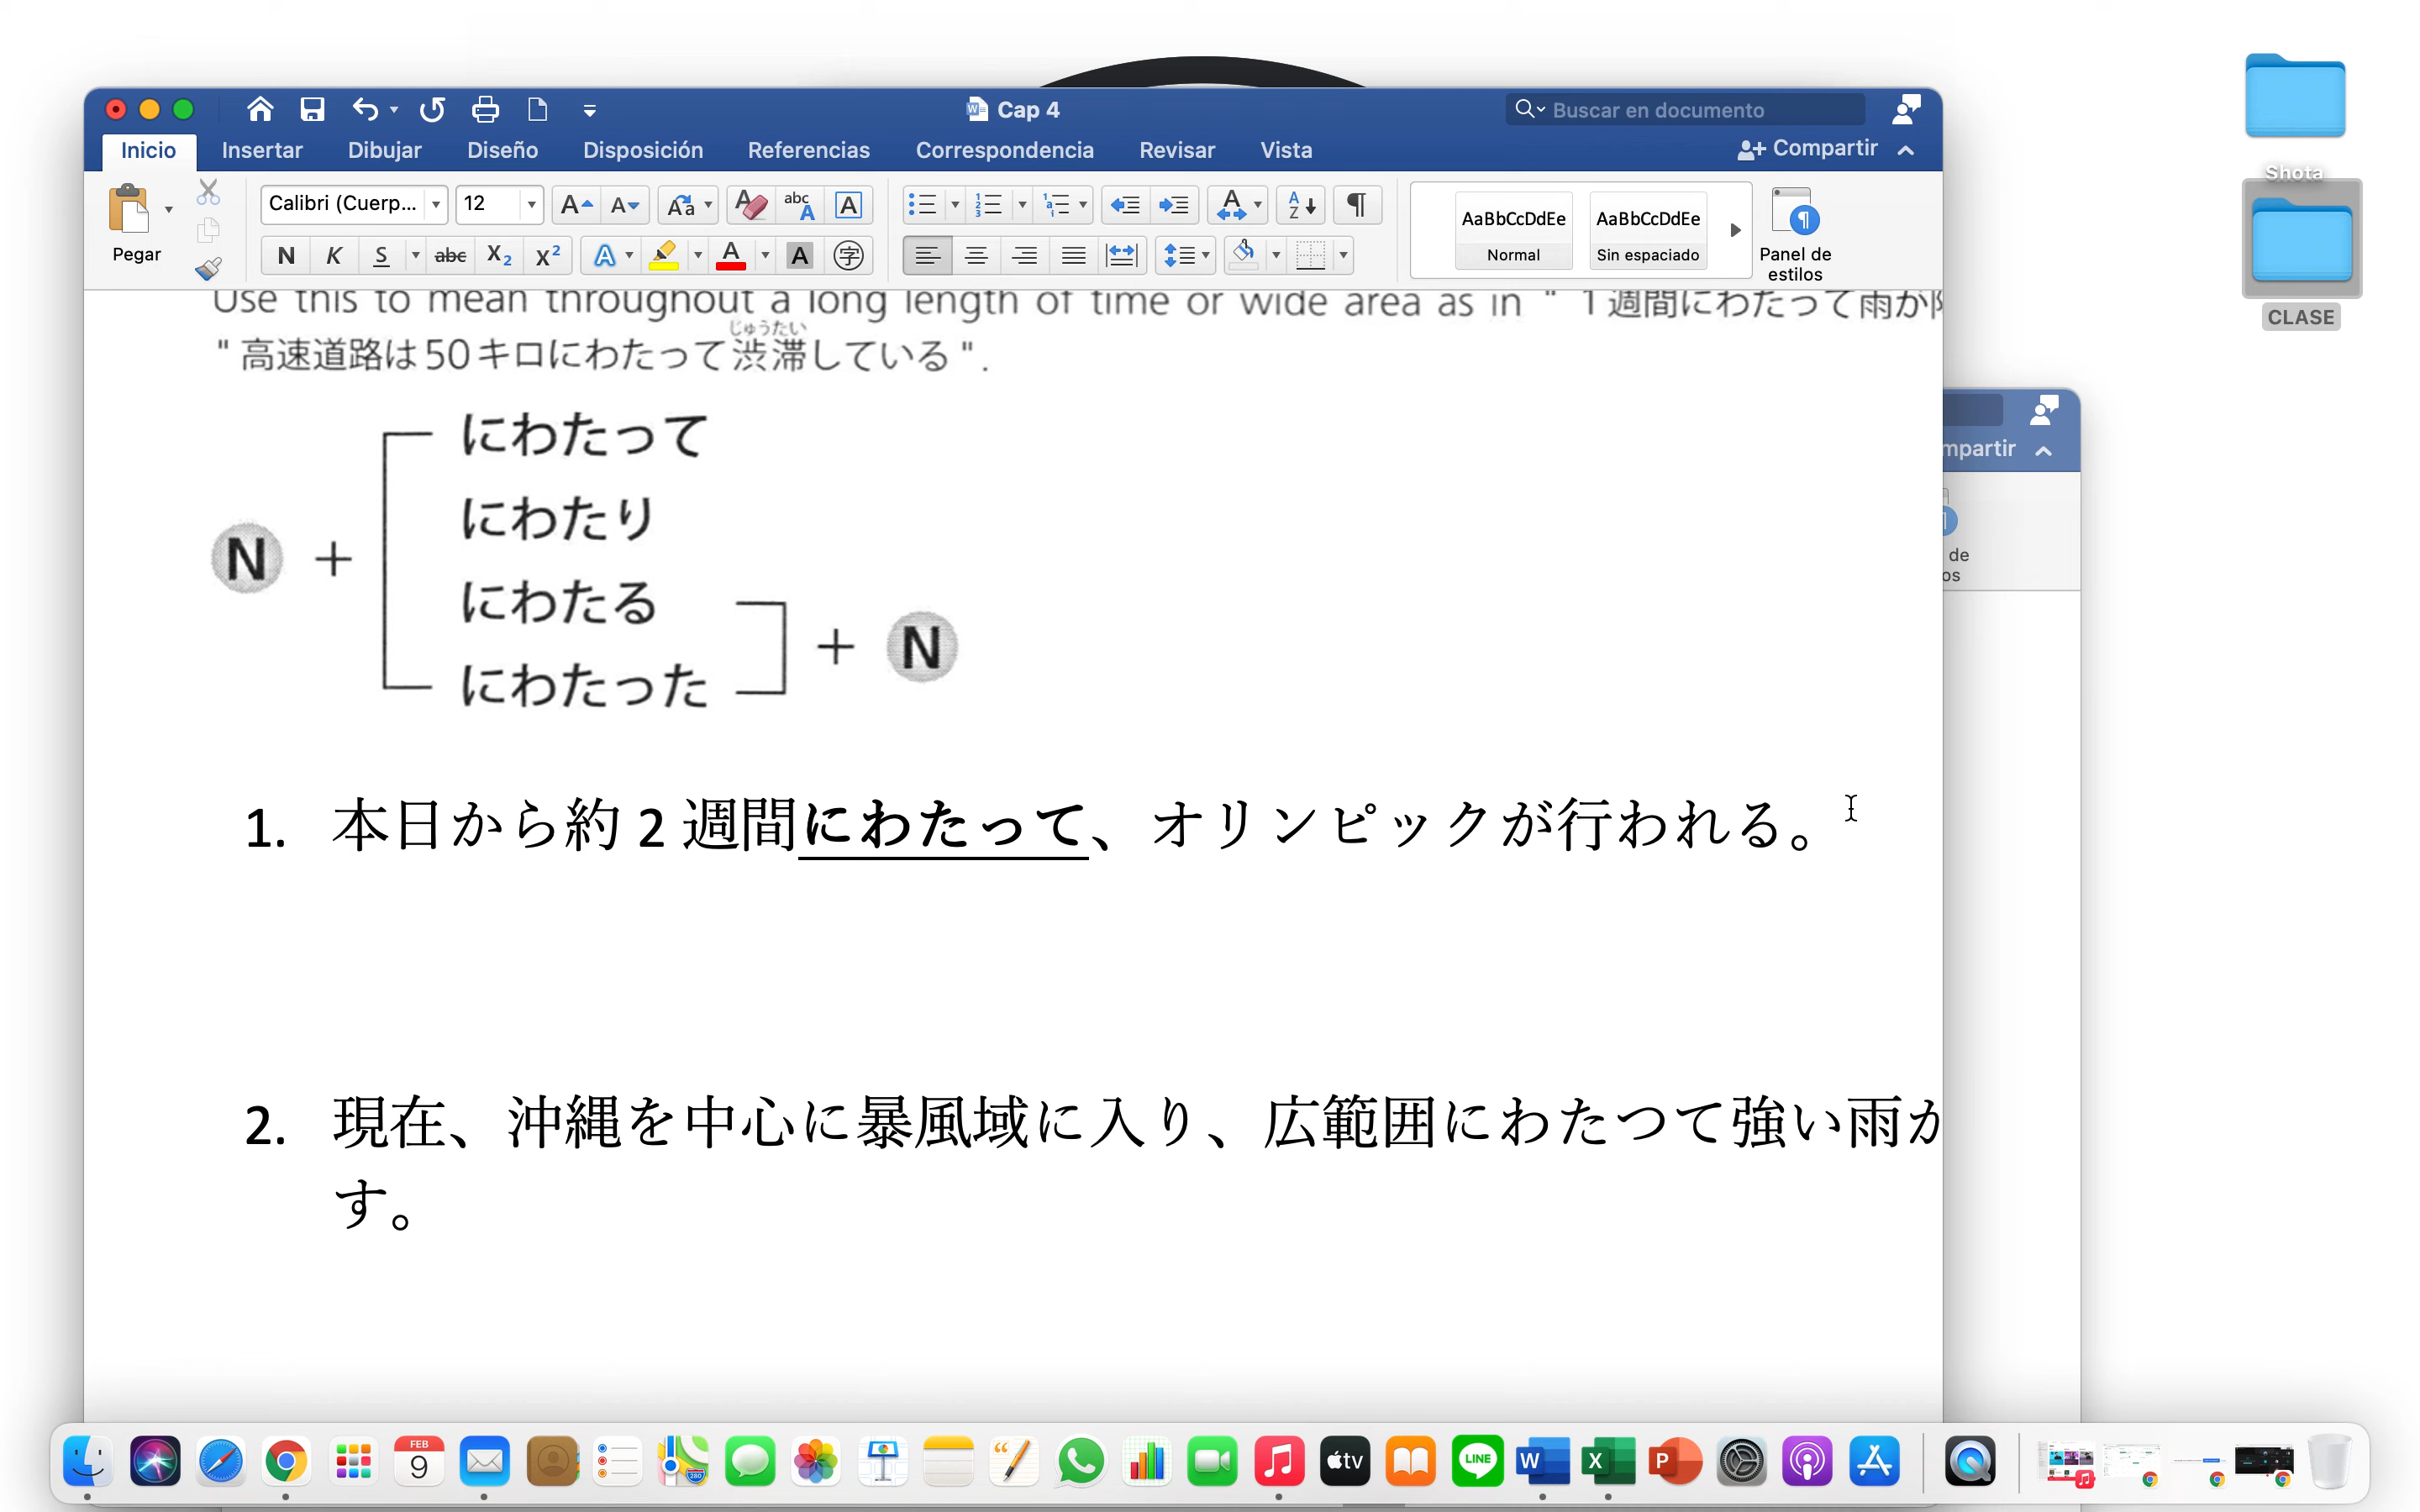 Cap 4
Buscar en documento
Inicio Insertar Dibujar Diseño Disposición Referencias Correspondencia Revisar Vista Compartir
Pegar
Calibri (Cuerp... 12
AaBbCcDdEe AaBbCcDdEe
Normal Sin espaciado
Panel de
estilos
Shota
CLASE
mpartir
de
os
Use this to mean throughout a long length of time or wide area as in " 1週間にわたって雨が
じゅうたい
"高速道路は50キロにわたって渋滞している".
にわたって
にわたり
N +
にわたる
+ N
にわたった
1. 本日から約 2 週間にわたって、オリンピックが行われる。
2. 現在、沖縄を中心に暴風域に入り、広範囲にわたつて強い雨か
す。
FEB
9
280
tv
LINE
W
X
P